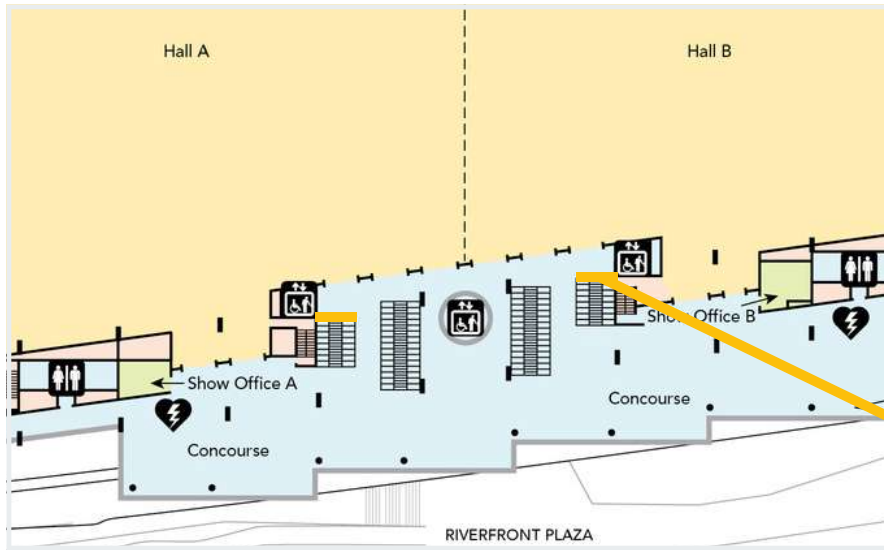 Hall A
Hall B
Show Office B
Show Office A
Concourse
Concourse
RIVERFRONT PLAZA